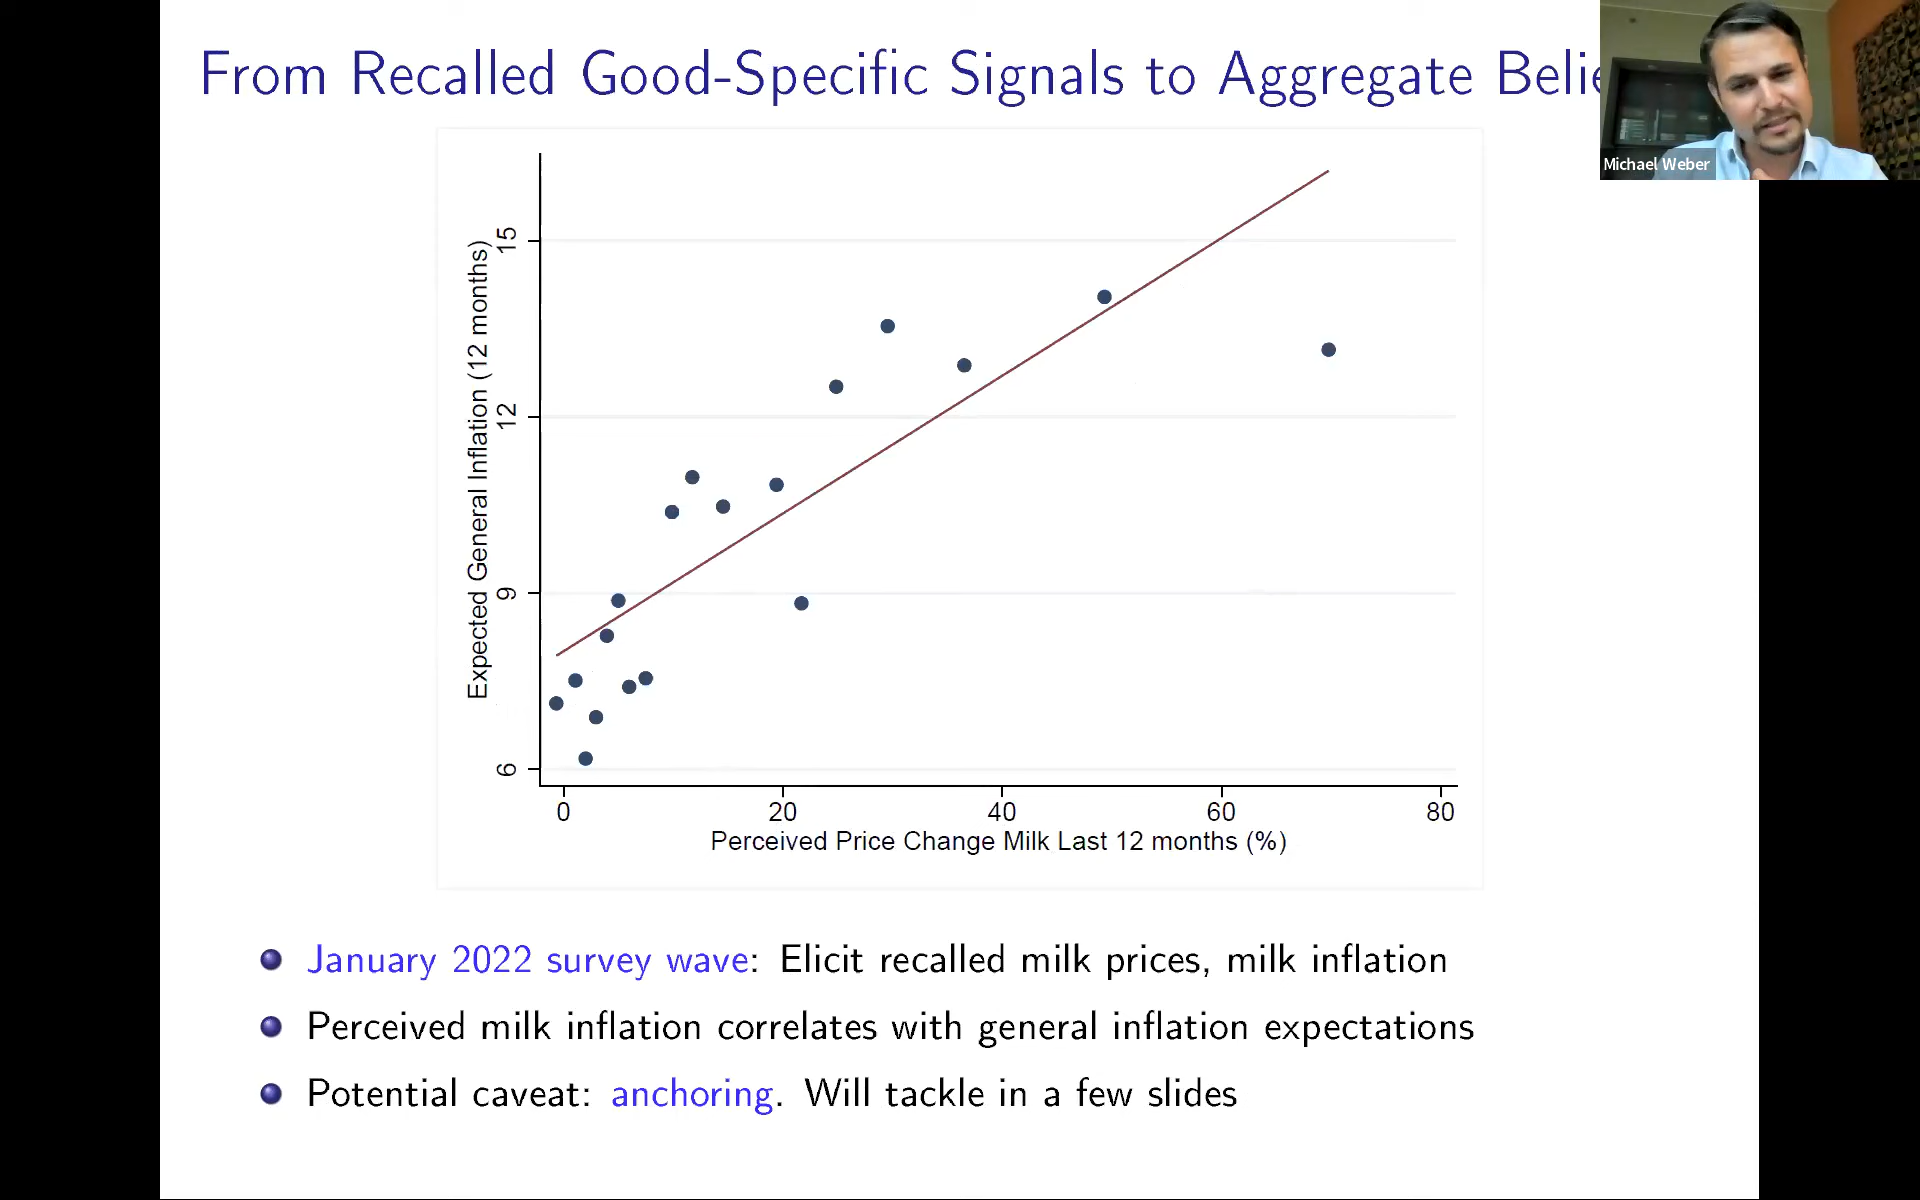 From Recalled Good-Specific Signals to Aggregate
Michael Weber
Expected General Inflation (12 months)
15
12
9
6
0 20 40 60 80
Perceived Price Change Milk Last 12 months (%)
January 2022 survey wave: Elicit recalled milk prices, milk inflation
Perceived milk inflation correlates with general inflation expectations
Potential caveat: anchoring. Will tackle in a few slides